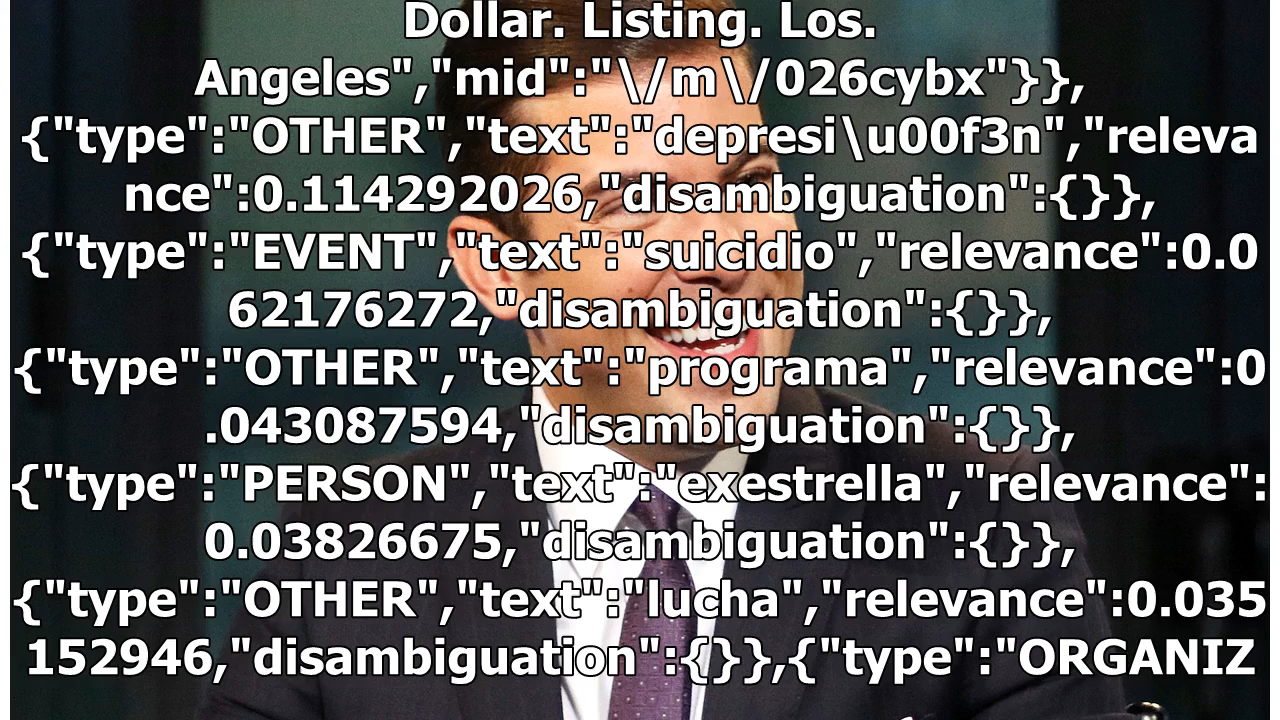 Dollar. Listing. Los.
Angeles","mid":"\/m\/026cybx"}},
{"type":"OTHER","text":"depresi\u00f3n","releva
nce":0.114292026,"disambiguation":{}},
{"type":"EVENT","text":"suicidio","relevance":0.0
62176272,"disambiguation":{}},
{"type":"OTHER","text":"programa","relevance":0
.043087594,"disambiguation":{}},
{"type":"PERSON","text":"exestrella","relevance":
0.03826675,"disambiguation":{}},
{"type":"OTHER","text":"lucha","relevance":0.035
152946,"disambiguation":{}},{"type":"ORGANIZ